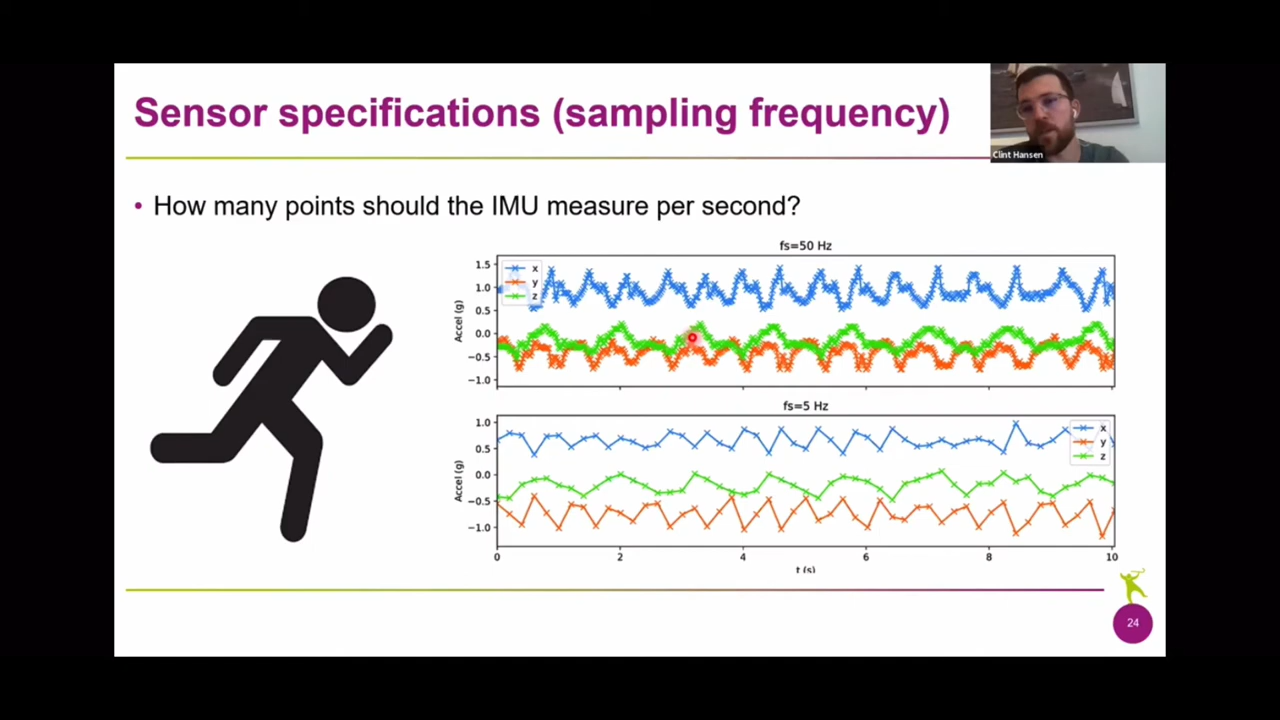 Sensor specifications (sampling frequency)
Clint Hansen
• How many points should the IMU measure per second?
fs=50 Hz
1.5
1.0
0.5
0.0
−0.5
−1.0
Accel (g)
x
y
z
fs=5 Hz
1.0
0.5
0.0
−0.5
−1.0
Accel (g)
x
y
z
0 2 4 6 8 10
t (s)
24